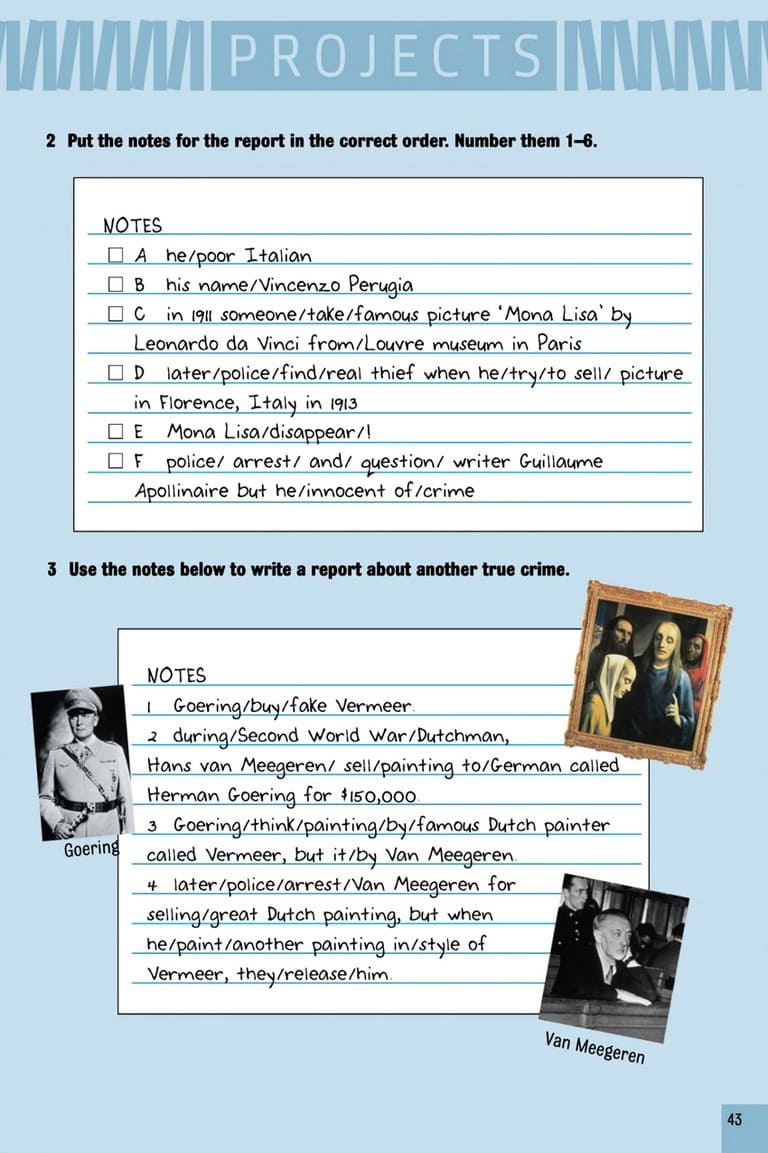 PROJECTS
2 Put the notes for the report in the correct order. Number them 1–6.
NOTES
A he/poor Italian
B his name/Vincenzo Perugia
C in 1911 someone/take/famous picture ‘Mona Lisa’ by
Leonardo da Vinci from/Louvre museum in Paris
D later/police/find/real thief when he/try/to sell/ picture
in Florence, Italy in 1913
E Mona Lisa/disappear/!
F police/ arrest/ and/ question/ writer Guillaume
Apollinaire but he/innocent of/crime
3 Use the notes below to write a report about another true crime.
NOTES
1 Goering/buy/fake Vermeer.
2 during/Second World War/Dutchman,
Hans van Meegeren/ sell/painting to/German called
Herman Goering for $150,000.
3 Goering/think/painting/by/famous Dutch painter
called Vermeer, but it/by Van Meegeren.
4 later/police/arrest/Van Meegeren for
selling/great Dutch painting, but when
he/paint/another painting in/style of
Vermeer, they/release/him.
Goering
Van Meegeren
43